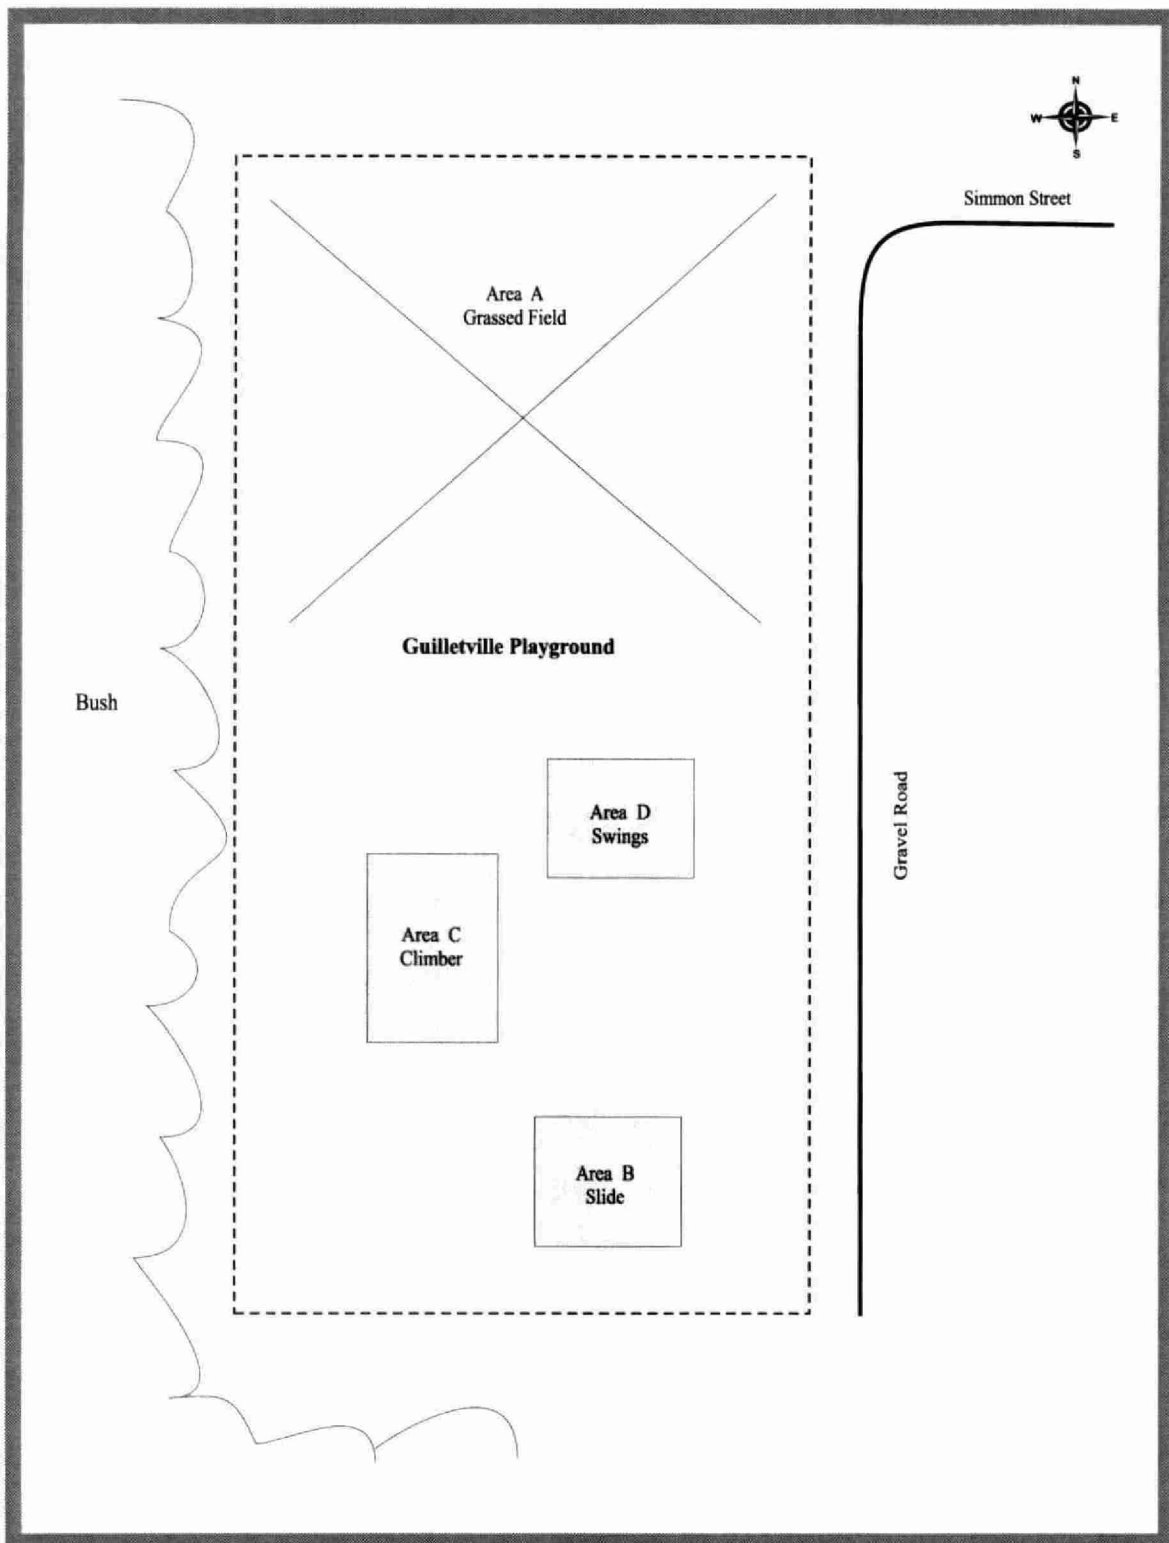 N
W E
S
Simmon Street
Area A
Grassed Field
Guilletville Playground
Bush
Area D
Swings
Gravel Road
Area C
Climber
Area B
Slide